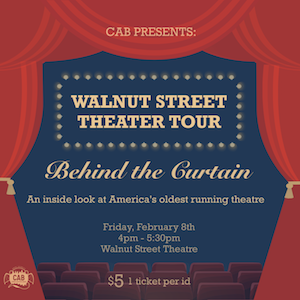 CAB PRESENTS:
WALNUT STREET
THEATER TOUR
Behind the Curtain
An inside look at America's oldest running theatre
Friday, February 8th
4pm - 5:30pm
Walnut Street Theatre
$5 1 ticket per id
CAB